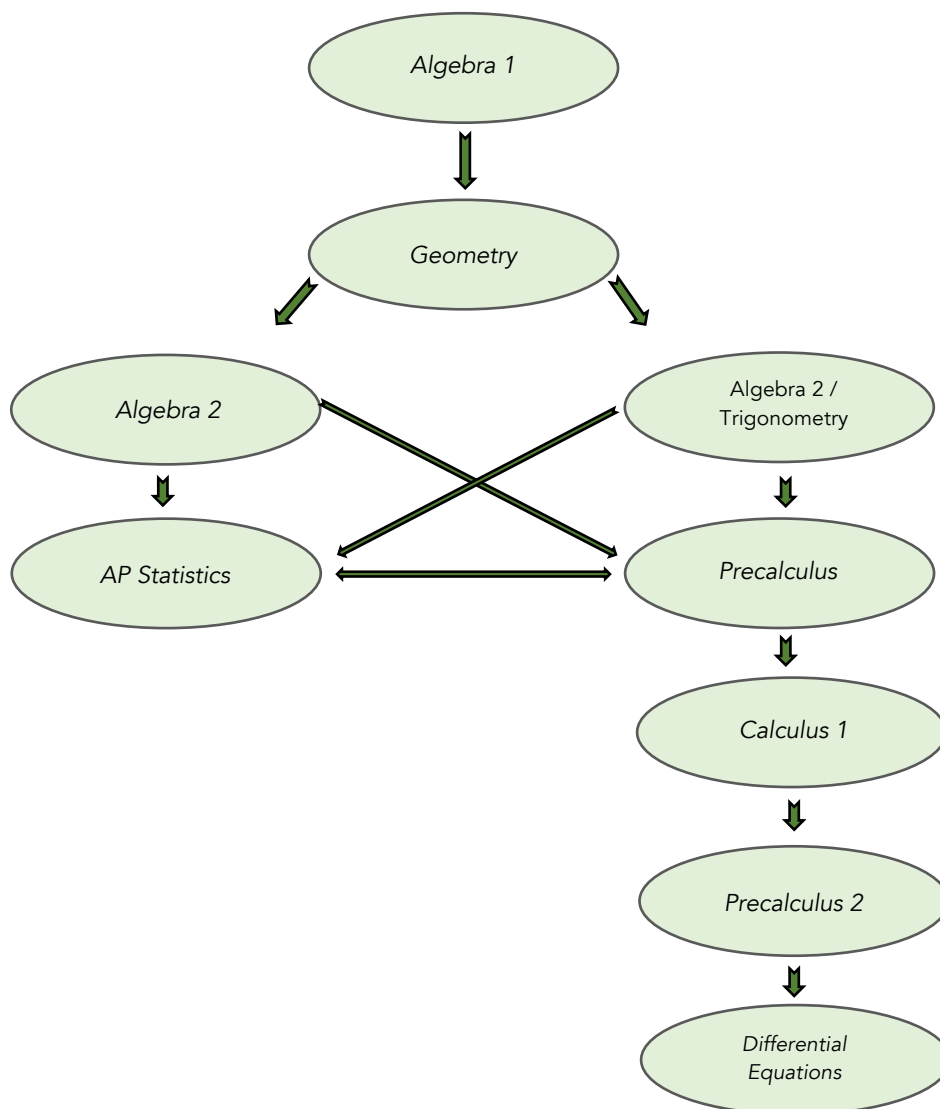 Algebra 1
Geometry
Algebra 2
Algebra 2 /
Trigonometry
AP Statistics
Precalculus
Calculus 1
Precalculus 2
Differential
Equations